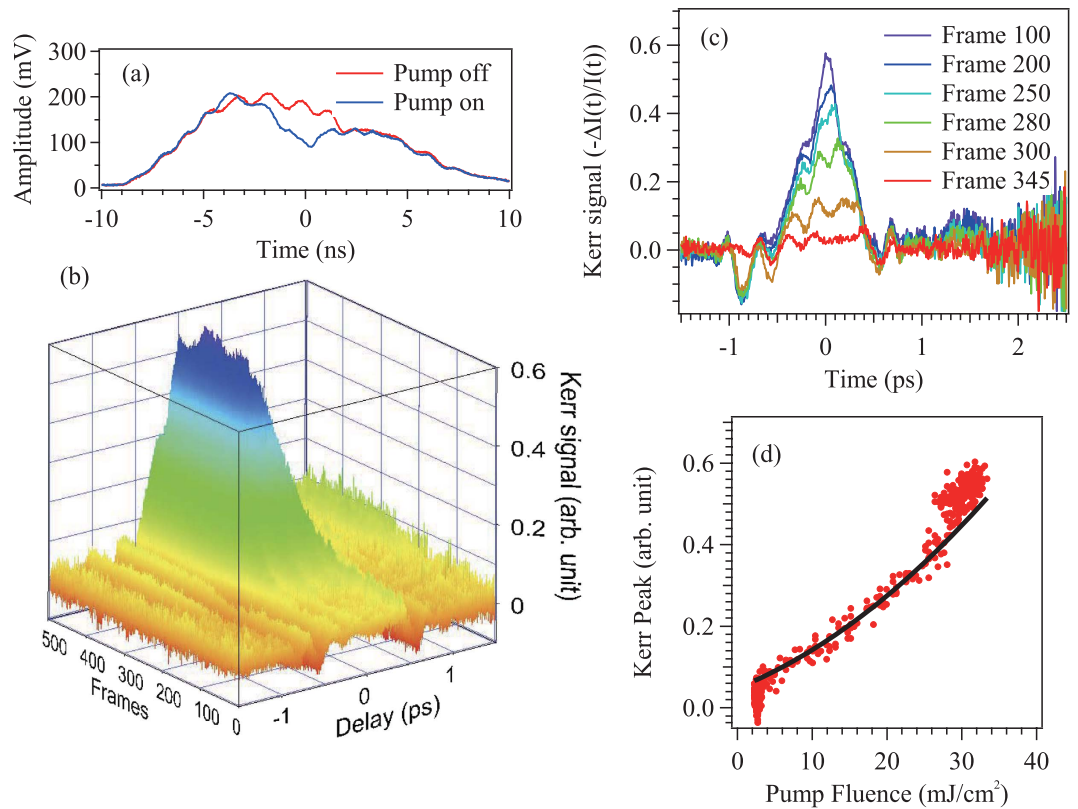 (a)
Pump off
Pump on
Amplitude (mV)
300
200
100
0
-10
-5
0
5
10
Time (ns)
(b)
Kerr signal (arb. unit)
0.6
0.4
0.2
0
500
400
300
200
100
0
Frames
-1
0
1
Delay (ps)
(c)
Frame 100
Frame 200
Frame 250
Frame 280
Frame 300
Frame 345
Kerr signal (-ΔI(t)/I(t))
0.6
0.4
0.2
0.0
-1
0
1
2
Time (ps)
(d)
Kerr Peak (arb. unit)
0.6
0.4
0.2
0.0
0
10
20
30
40
Pump Fluence (mJ/cm²)